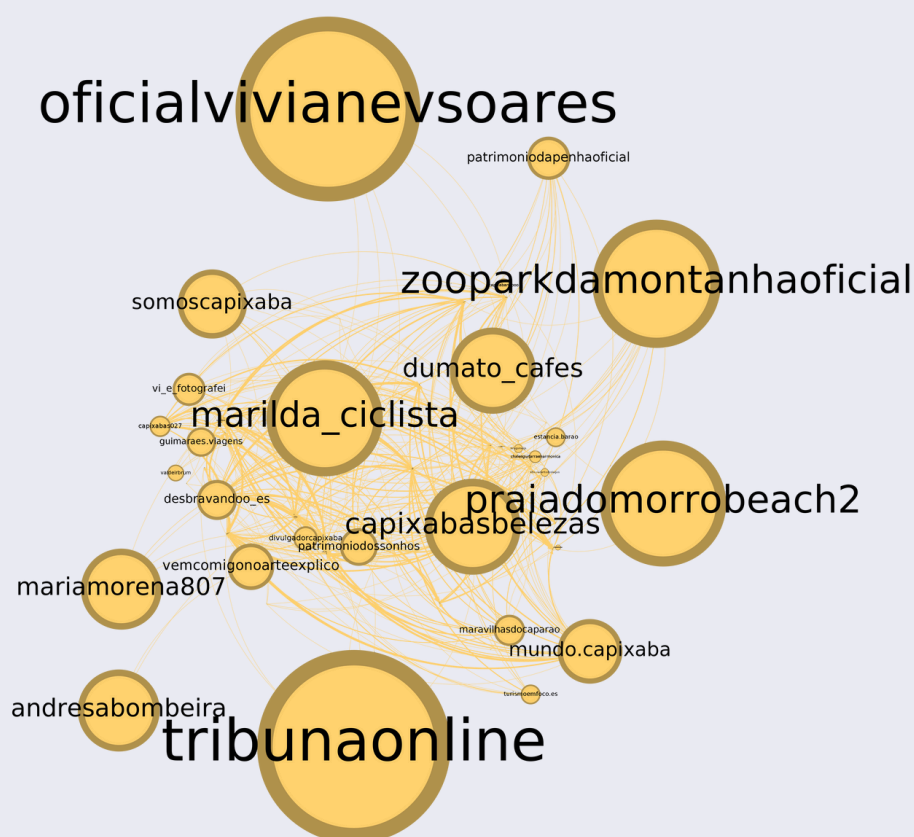 oficialvivianevsoares
patrimoniodapenhaoficial
zooparkdamontanhaoficial
somoscapixaba
dumato_cafes
vi_e_fotografei
marilda_ciclista
capixabas027
estancia.barao
guimaraes.viagens
desbravandoo_es
praiadomorrobeach2
capixabasbelezas
divulgadorcapixaba
patrimoniodossonhos
vemcomigonoarteexplico
mariamorena807
maravilhasdocaparao
mundo.capixaba
turismoemfoco.es
andresabombeira
tribunaonline